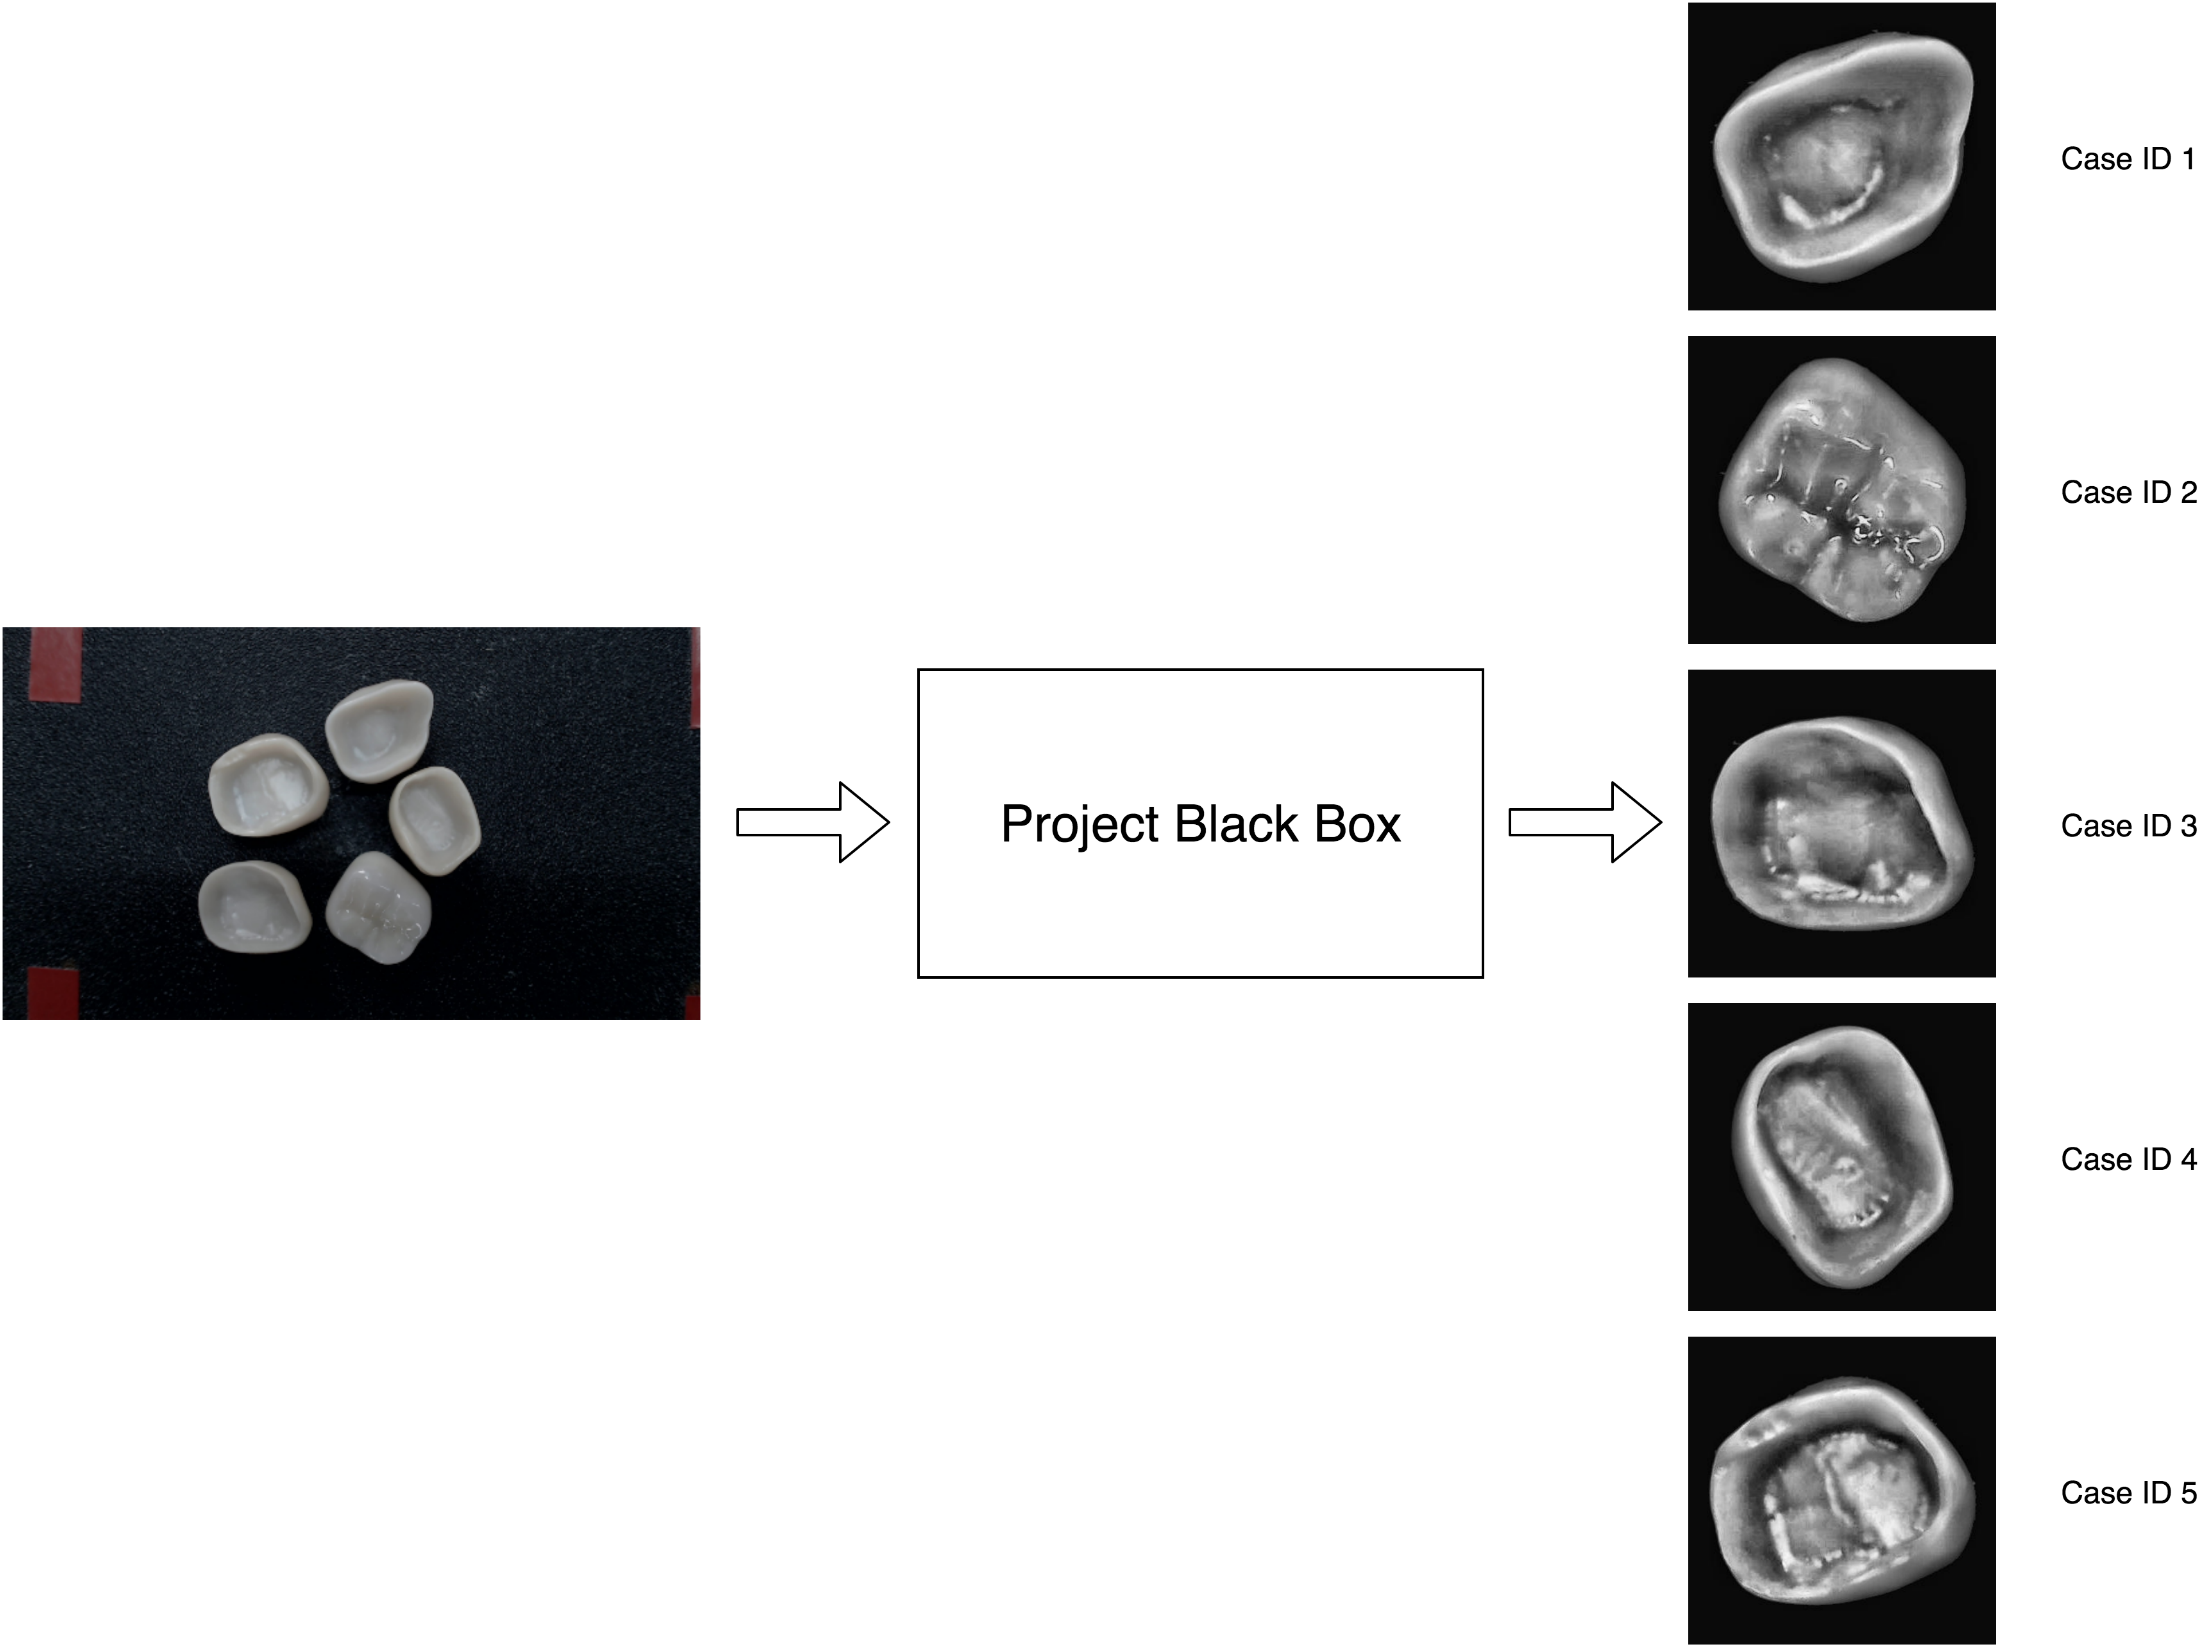 Case ID 1
Case ID 2
Project Black Box
Case ID 3
Case ID 4
Case ID 5